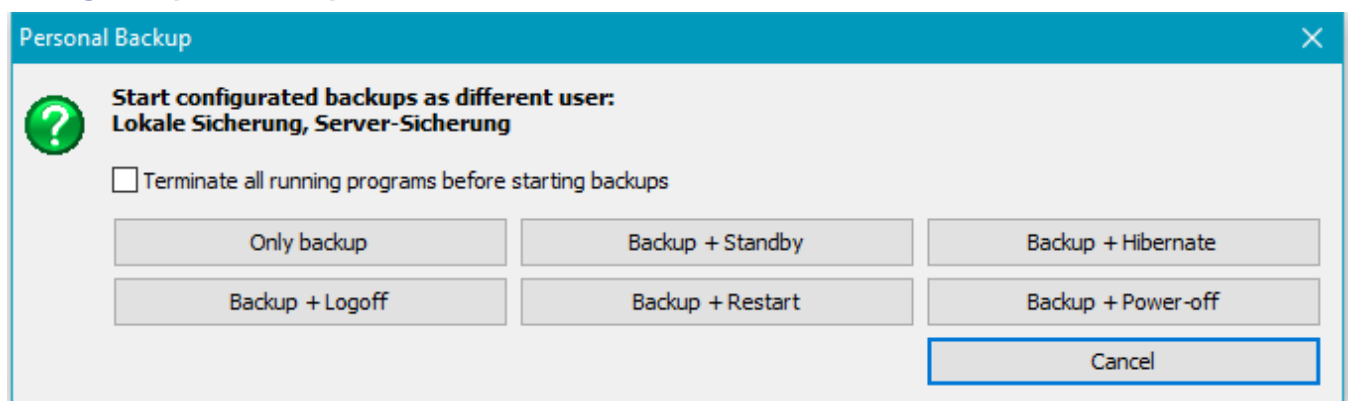 Personal Backup
Start configurated backups as different user:
Lokale Sicherung, Server-Sicherung
Terminate all running programs before starting backups
Only backup
Backup + Standby
Backup + Hibernate
Backup + Logoff
Backup + Restart
Backup + Power-off
Cancel